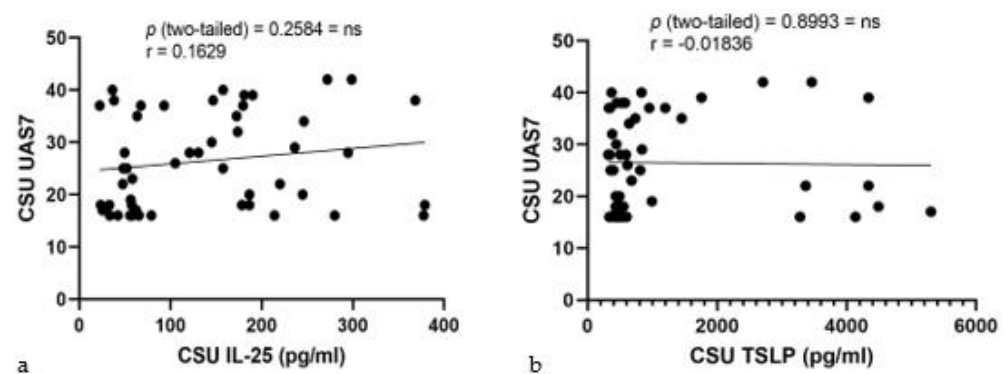 p (two-tailed) = 0.2584 = ns
r = 0.1629
50
40
30
20
10
0
CSU UAS7
0 100 200 300 400
CSU IL-25 (pg/ml)
a
p (two-tailed) = 0.8993 = ns
r = -0.01836
50
40
30
20
10
0
CSU UAS7
0 2000 4000 6000
CSU TSLP (pg/ml)
b